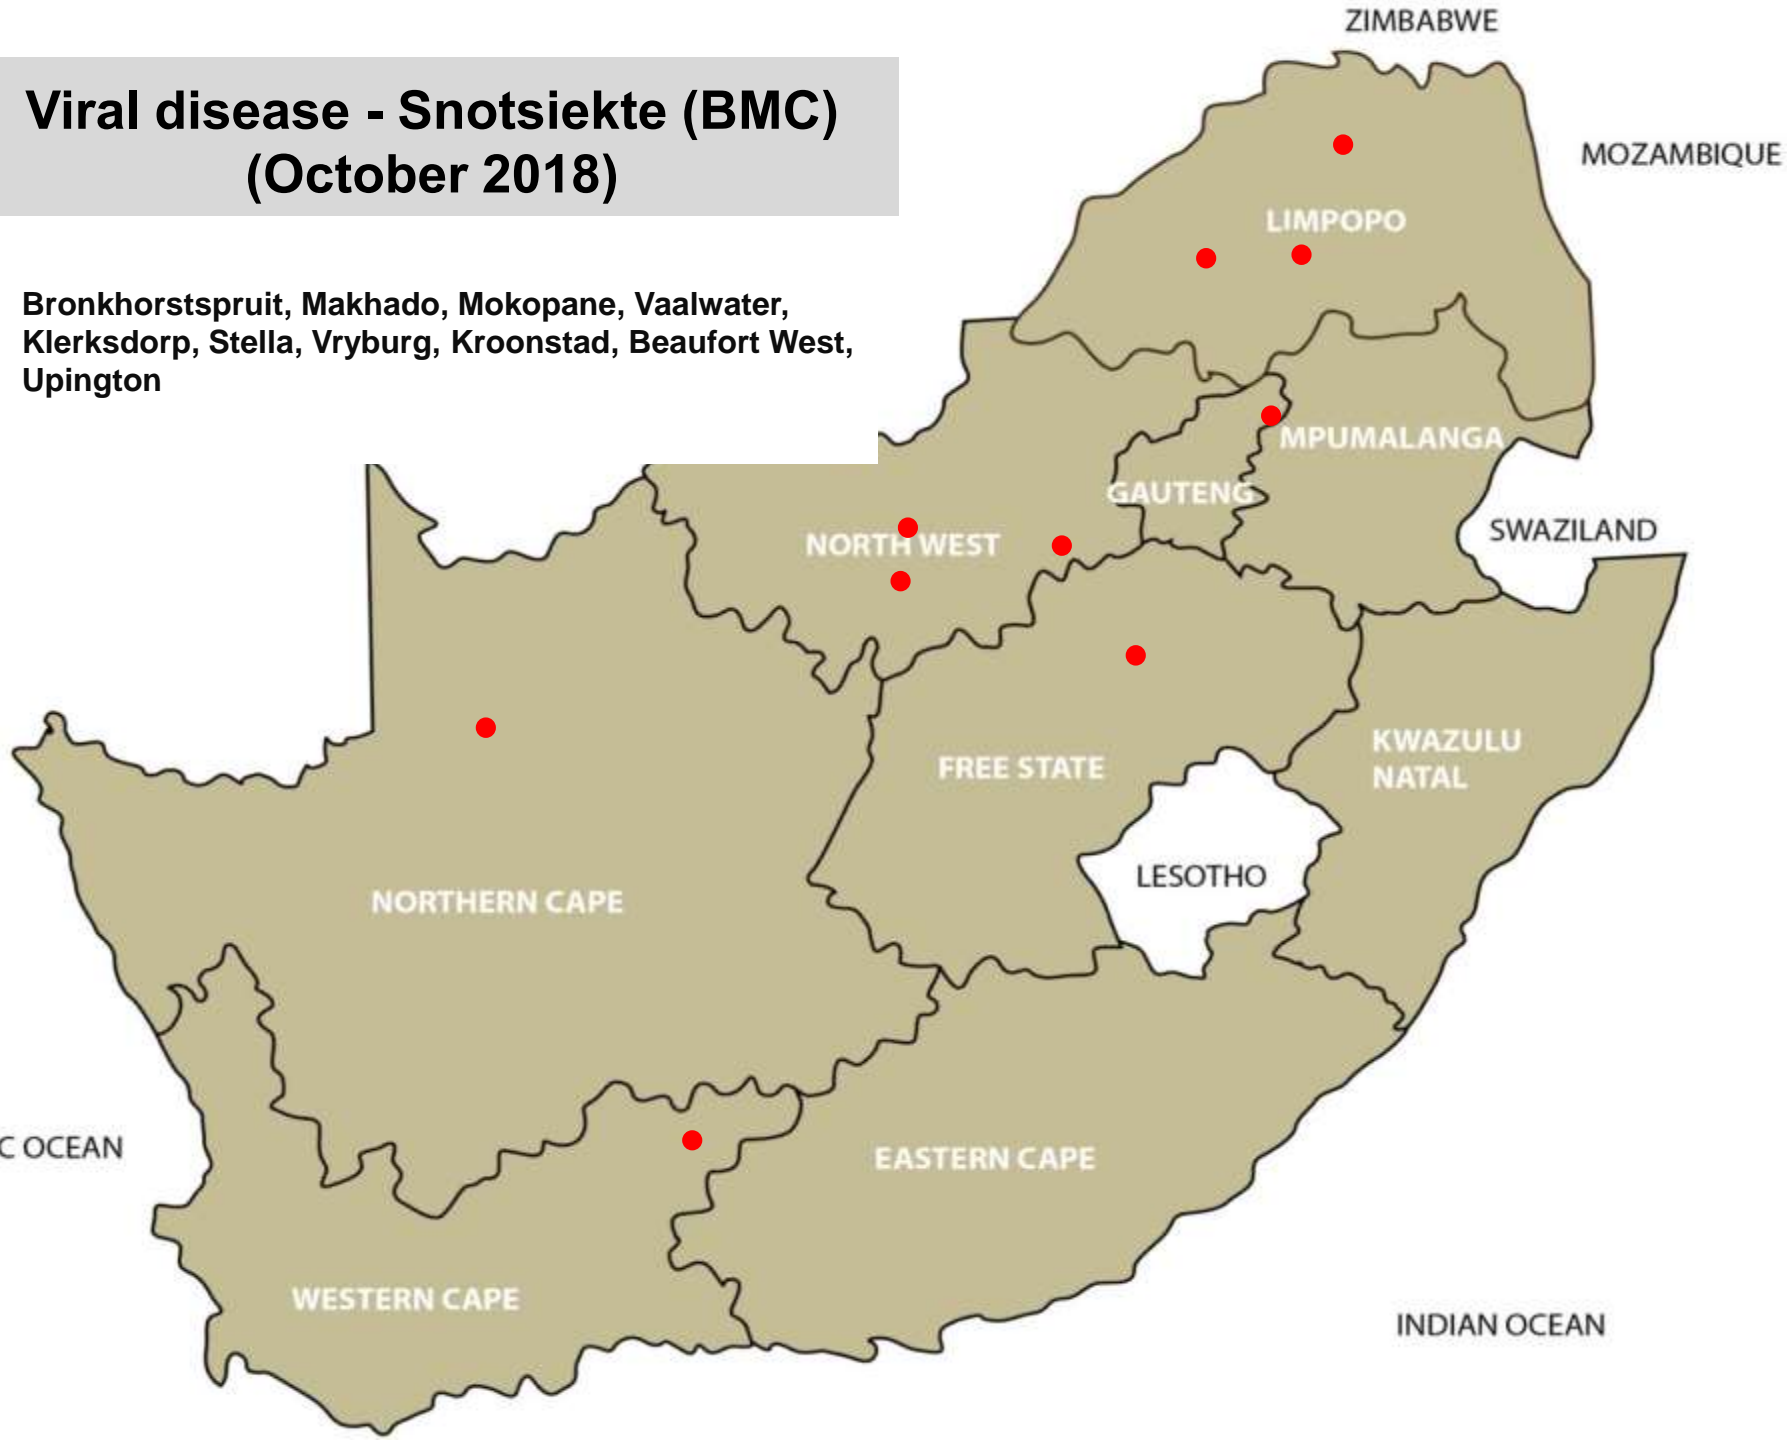 ZIMBABWE
Viral disease - Snotsiekte (BMC)
(October 2018)
MOZAMBIQUE
LIMPOPO
Bronkhorstspruit, Makhado, Mokopane, Vaalwater,
Klerksdorp, Stella, Vryburg, Kroonstad, Beaufort West,
Upington
MPUMALANGA
GAUTENG
SWAZILAND
NORTH WEST
KWAZULU
NATAL
FREE STATE
LESOTHO
NORTHERN CAPE
C OCEAN
EASTERN CAPE
WESTERN CAPE
INDIAN OCEAN